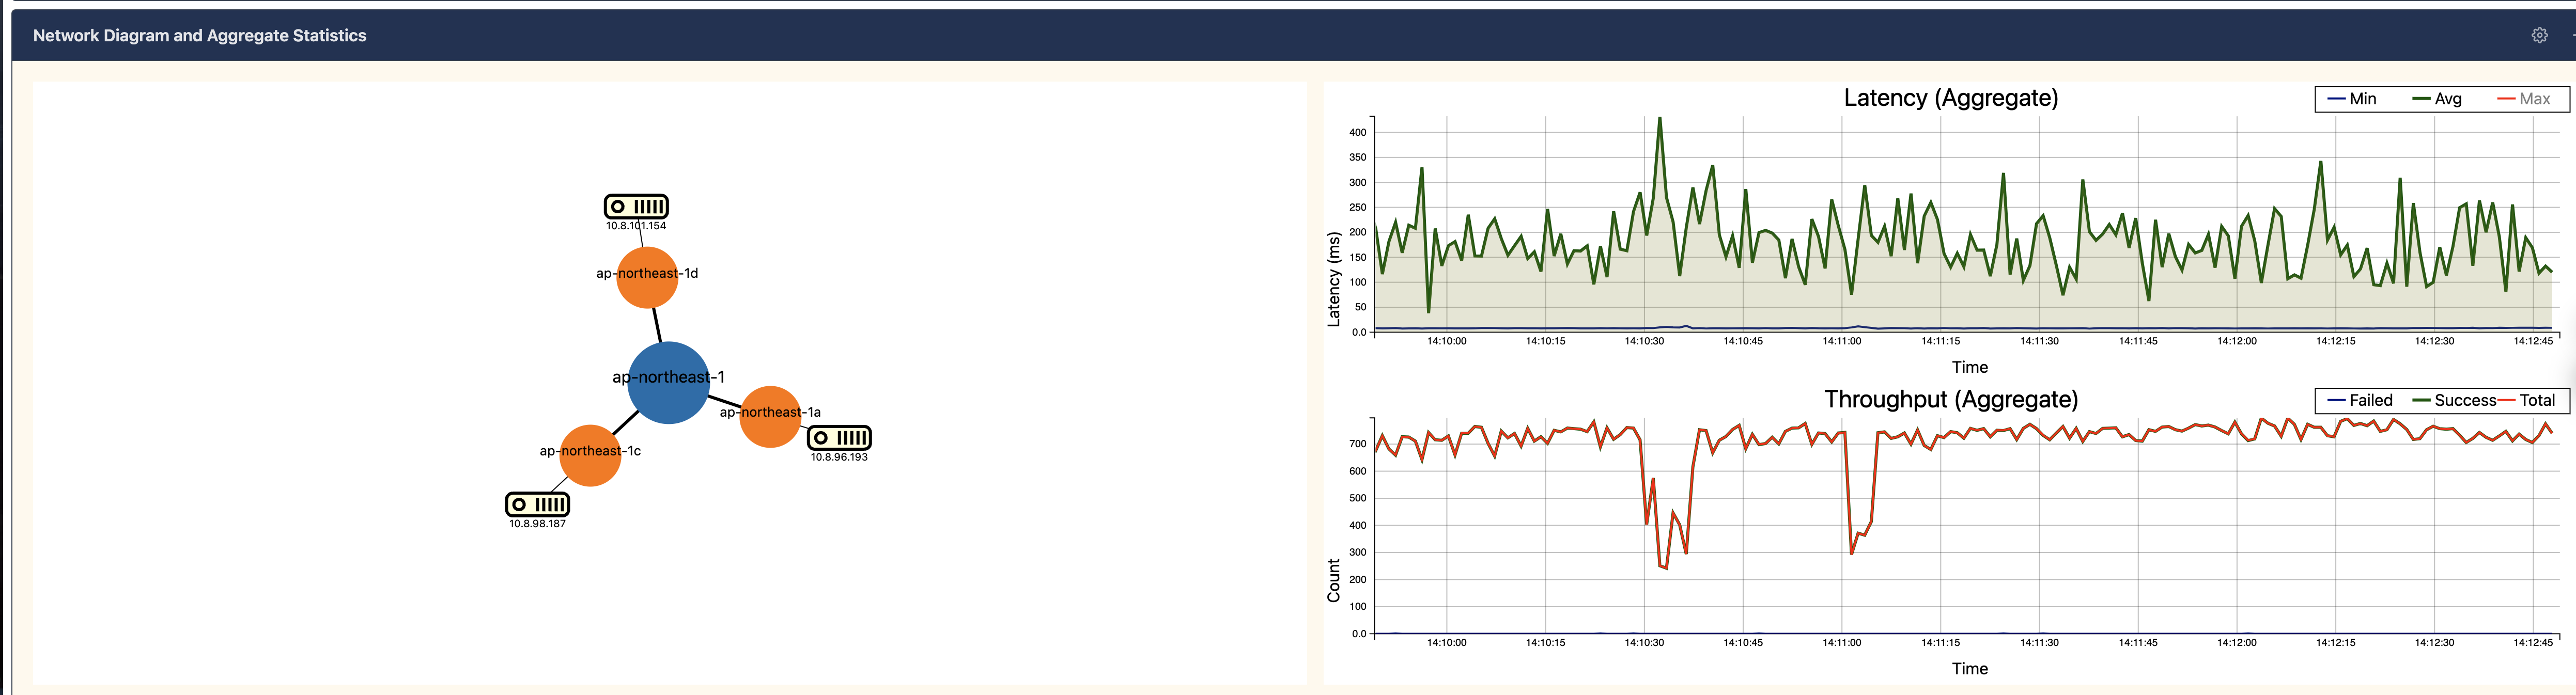 Network Diagram and Aggregate Statistics
10.8.101.154
ap-northeast-1d
ap-northeast-1
ap-northeast-1a
10.8.96.193
ap-northeast-1c
10.8.98.187
Latency (Aggregate)
Min Avg Max
Latency (ms)
400
350
300
250
200
150
100
50
0.0
14:10:00 14:10:15 14:10:30 14:10:45 14:11:00 14:11:15 14:11:30 14:11:45 14:12:00 14:12:15 14:12:30 14:12:45
Time
Throughput (Aggregate)
Failed Success Total
Count
700
600
500
400
300
200
100
0.0
14:10:00 14:10:15 14:10:30 14:10:45 14:11:00 14:11:15 14:11:30 14:11:45 14:12:00 14:12:15 14:12:30 14:12:45
Time